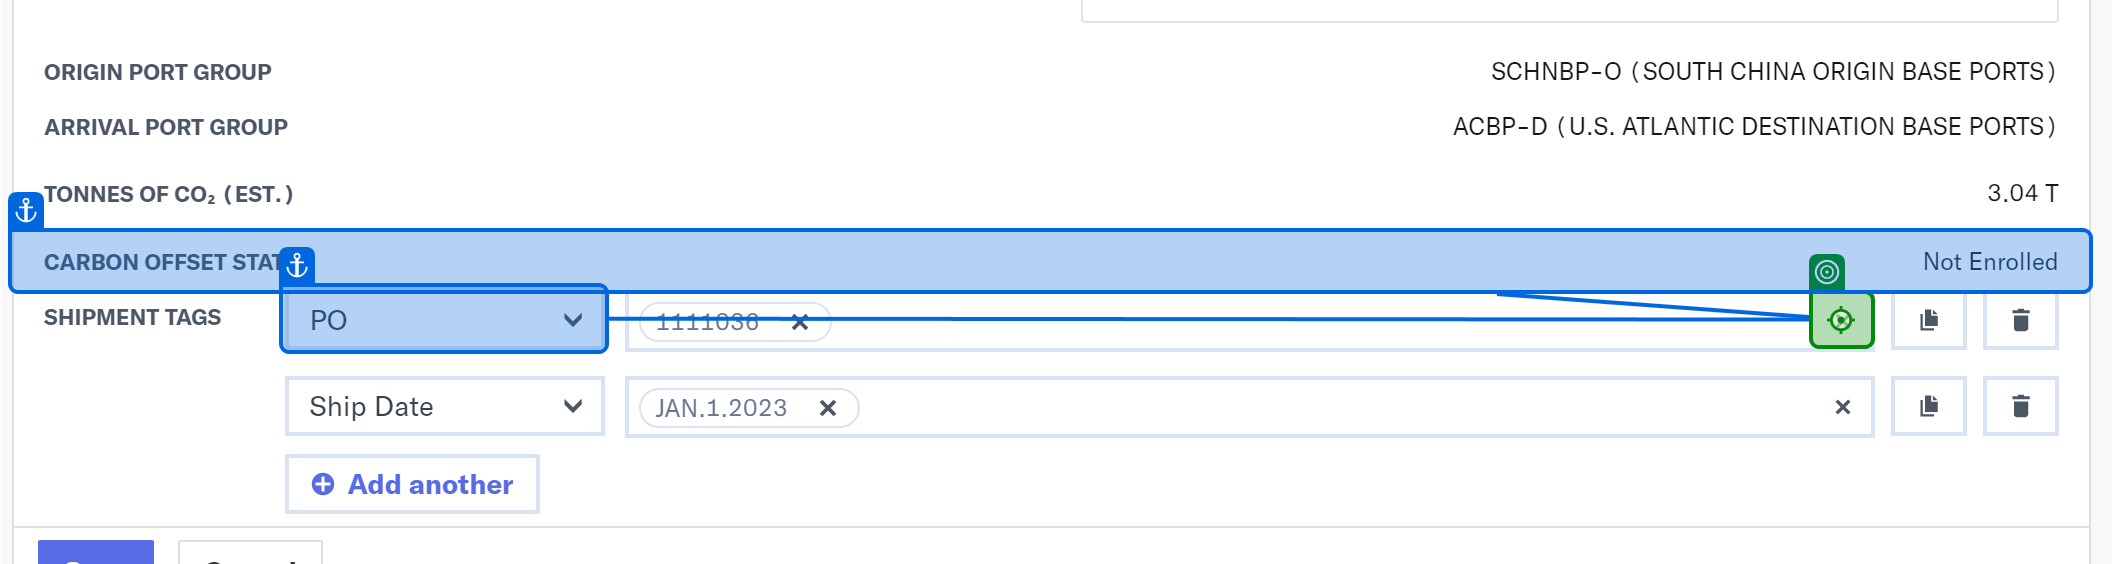 ORIGIN PORT GROUP SCHNBP-O (SOUTH CHINA ORIGIN BASE PORTS)
ARRIVAL PORT GROUP ACBP-D (U.S. ATLANTIC DESTINATION BASE PORTS)
TONNES OF CO₂ (EST.) 3.04 T
CARBON OFFSET STAT Not Enrolled
SHIPMENT TAGS PO 1111036
Ship Date JAN.1.2023
Add another